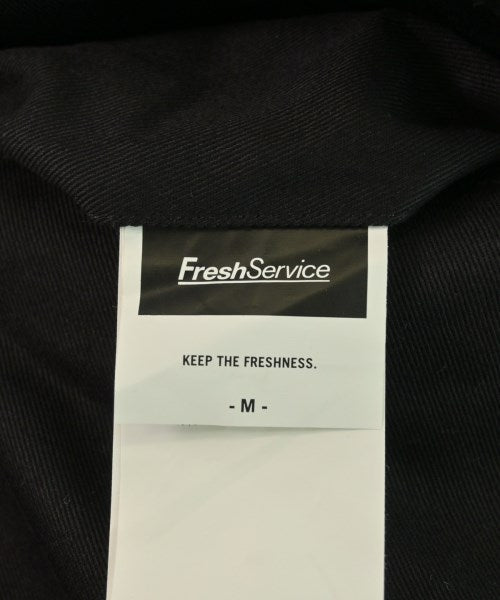 FreshService
KEEP THE FRESHNESS.
- M -